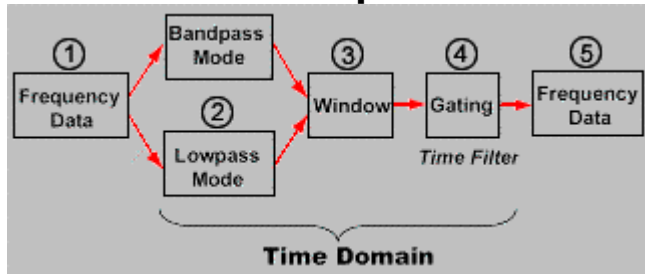 ①
Frequency
Data
Bandpass
Mode
②
Lowpass
Mode
③
Window
④
Gating
Time Filter
⑤
Frequency
Data
Time Domain